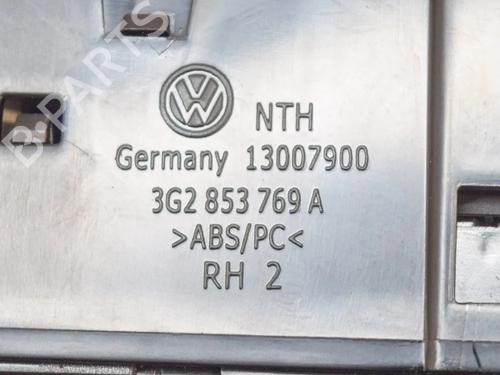 NTH
Germany 13007900
3G2 853 769 A
>ABS/PC<
RH 2
B-PARTS